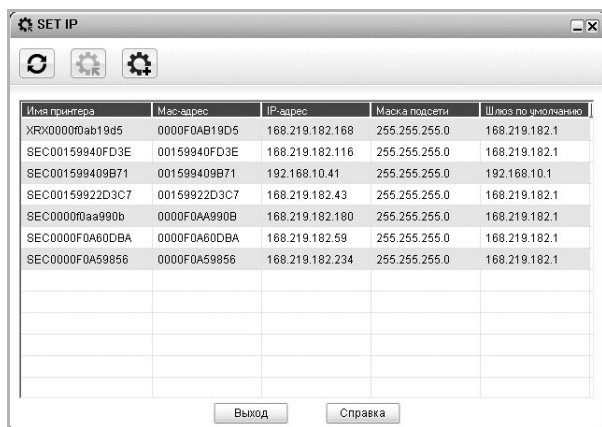 SET IP
Имя принтера Mac-адрес IP-адрес Маска подсети Шлюз по умолчанию
XRX0000f0ab19d5 0000F0AB19D5 168.219.182.168 255.255.255.0 168.219.182.1
SEC00159940FD3E 00159940FD3E 168.219.182.116 255.255.255.0 168.219.182.1
SEC001599409B71 001599409B71 192.168.10.41 255.255.255.0 192.168.10.1
SEC00159922D3C7 00159922D3C7 168.219.182.43 255.255.255.0 168.219.182.1
SEC0000f0aa990b 0000F0AA990B 168.219.182.180 255.255.255.0 168.219.182.1
SEC0000F0A60DBA 0000F0A60DBA 168.219.182.59 255.255.255.0 168.219.182.1
SEC0000F0A59856 0000F0A59856 168.219.182.234 255.255.255.0 168.219.182.1
Выход Справка